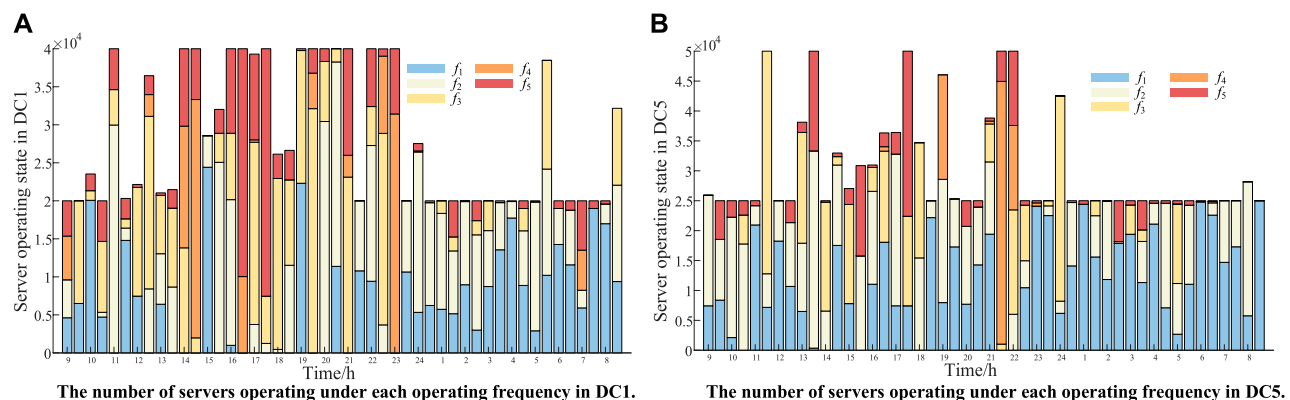 A
×10⁴
Server operating state in DC1
4
3.5
3
2.5
2
1.5
1
0.5
0
f₁ f₄
f₂ f₅
f₃
9 10 11 12 13 14 15 16 17 18 19 20 21 22 23 24 1 2 3 4 5 6 7 8
Time/h
The number of servers operating under each operating frequency in DC1.
B
×10⁴
Server operating state in DC5
5
4.5
4
3.5
3
2.5
2
1.5
1
0.5
0
f₁ f₄
f₂ f₅
f₃
9 10 11 12 13 14 15 16 17 18 19 20 21 22 23 24 1 2 3 4 5 6 7 8
Time/h
The number of servers operating under each operating frequency in DC5.